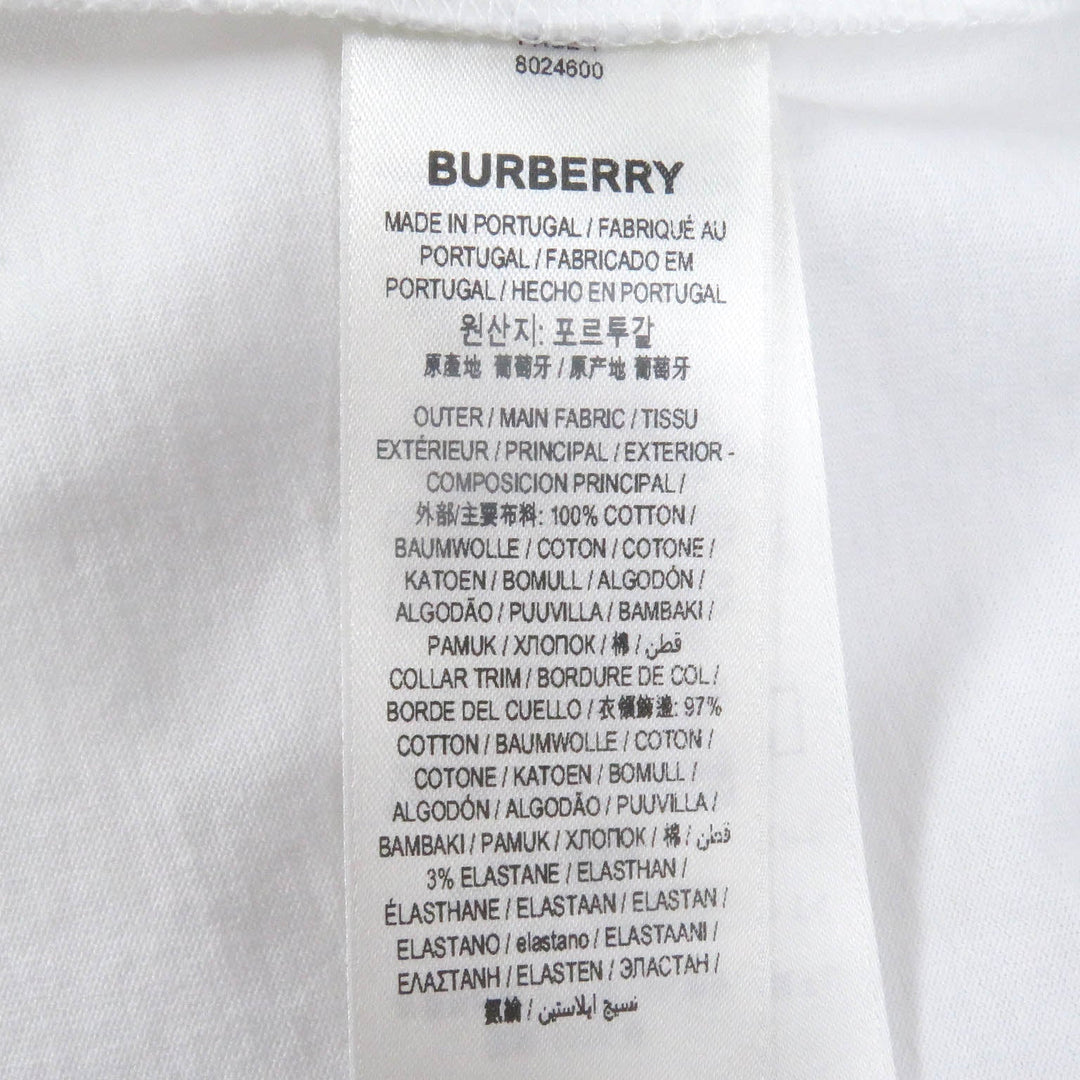 8024600
BURBERRY
MADE IN PORTUGAL / FABRIQUÉ AU
PORTUGAL / FABRICADO EM
PORTUGAL / HECHO EN PORTUGAL
원산지: 포르투갈
原產地 葡萄牙 / 原产地 葡萄牙
OUTER / MAIN FABRIC / TISSU
EXTÉRIEUR / PRINCIPAL / EXTERIOR -
COMPOSICION PRINCIPAL /
外部/主要布料: 100% COTTON /
BAUMWOLLE / COTON / COTONE /
KATOEN / BOMULL / ALGODÓN /
ALGODÃO / PUUVILLA / BAMBAKI /
PAMUK / ХЛОПОК / 棉 / قطن
COLLAR TRIM / BORDURE DE COL /
BORDE DEL CUELLO / 衣領飾邊: 97%
COTTON / BAUMWOLLE / COTON /
COTONE / KATOEN / BOMULL /
ALGODÓN / ALGODÃO / PUUVILLA /
BAMBAKI / PAMUK / ХЛОПОК / 棉 / قطن
3% ELASTANE / ELASTHAN /
ÉLASTHANE / ELASTAAN / ELASTAN /
ELASTANO / elastano / ELASTAANI /
ΕΛΑΣΤΑΝΗ / ELASTEN / ЭЛАСТАН /
氨綸 / نسيج ايلاستين